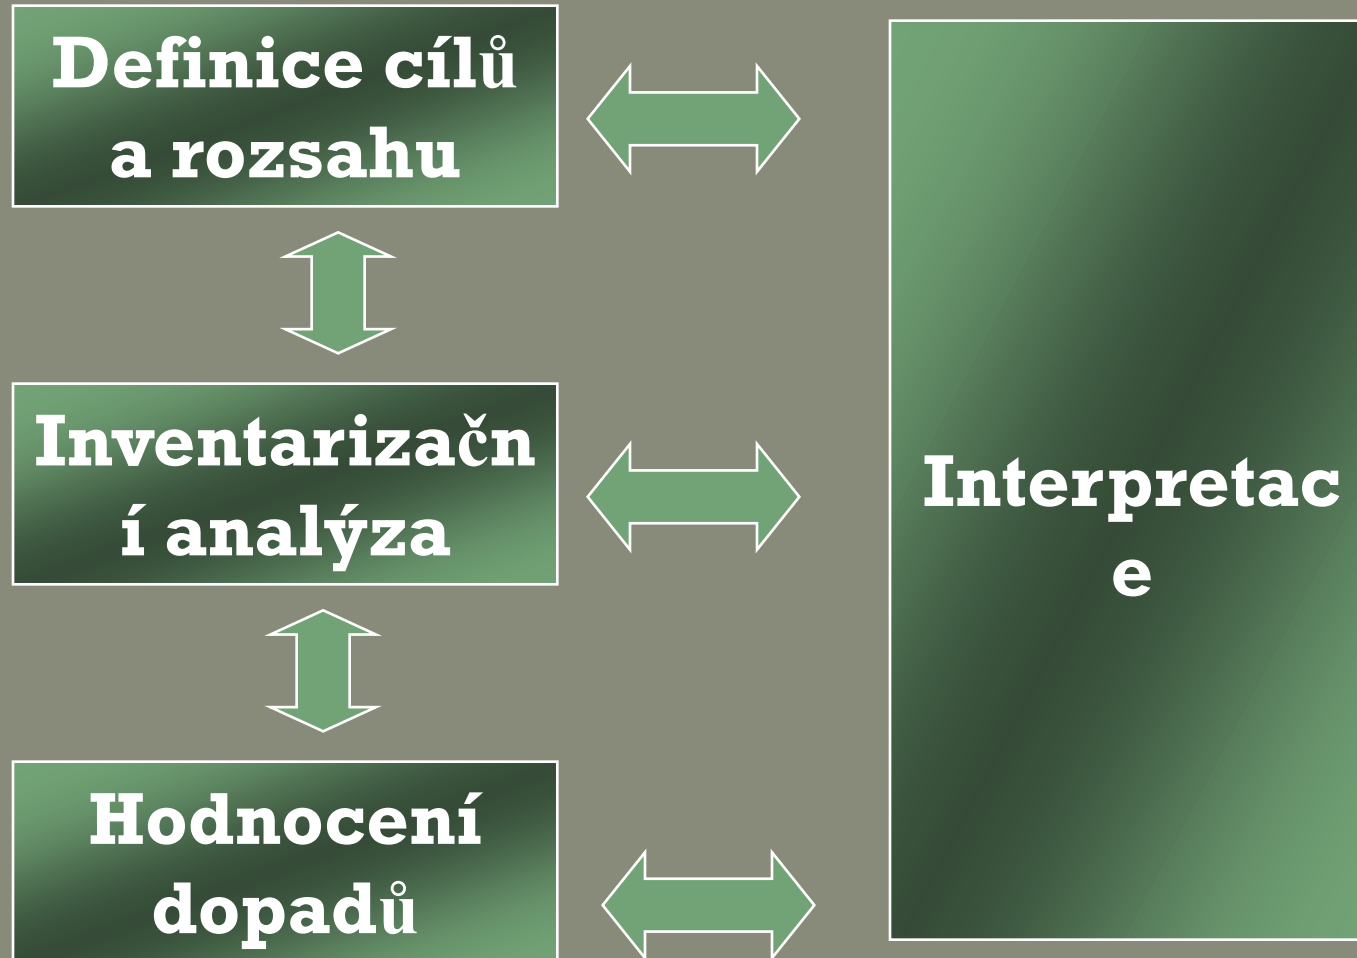 Definice cílů
a rozsahu
Inventarizačn
í analýza
Hodnocení
dopadů
Interpretac
e